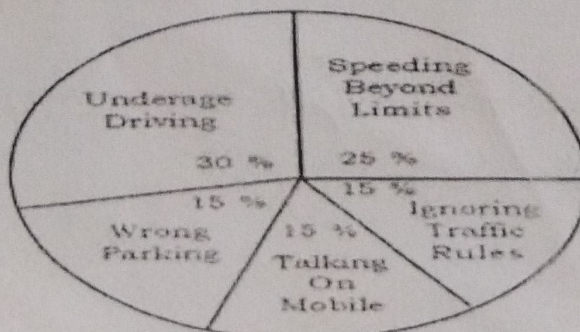 Speeding
Beyond
Limits
25 %
15 %
Ignoring
Traffic
Rules
15 %
Talking
On
Mobile
15 %
Wrong
Parking
Underage
Driving
30 %